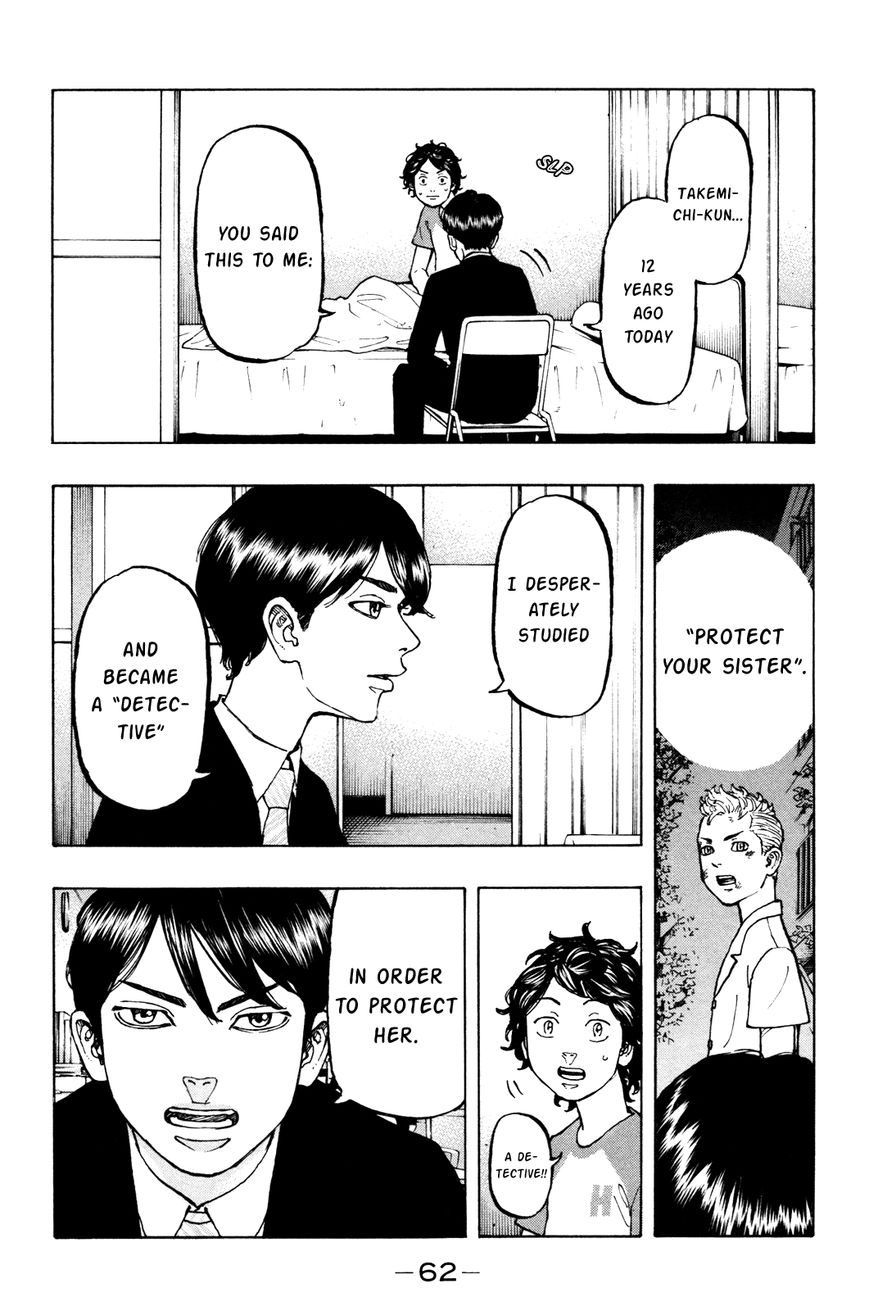 TAKEMI-
CHI-KUN...
12
YEARS
AGO
TODAY
SLP
YOU SAID
THIS TO ME:
"PROTECT
YOUR SISTER".
I DESPER-
ATELY
STUDIED
AND
BECAME
A "DETEC-
TIVE"
A DE-
TECTIVE!!
H
IN ORDER
TO PROTECT
HER.
-62-